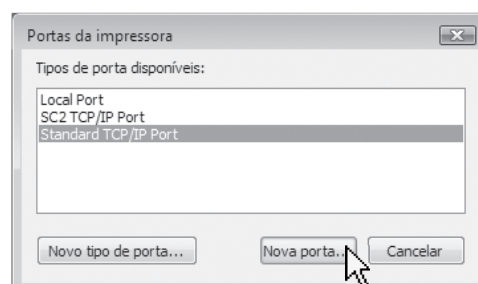 Portas da impressora
Tipos de porta disponíveis:
Local Port
SC2 TCP/IP Port
Standard TCP/IP Port
Novo tipo de porta... Nova porta... Cancelar